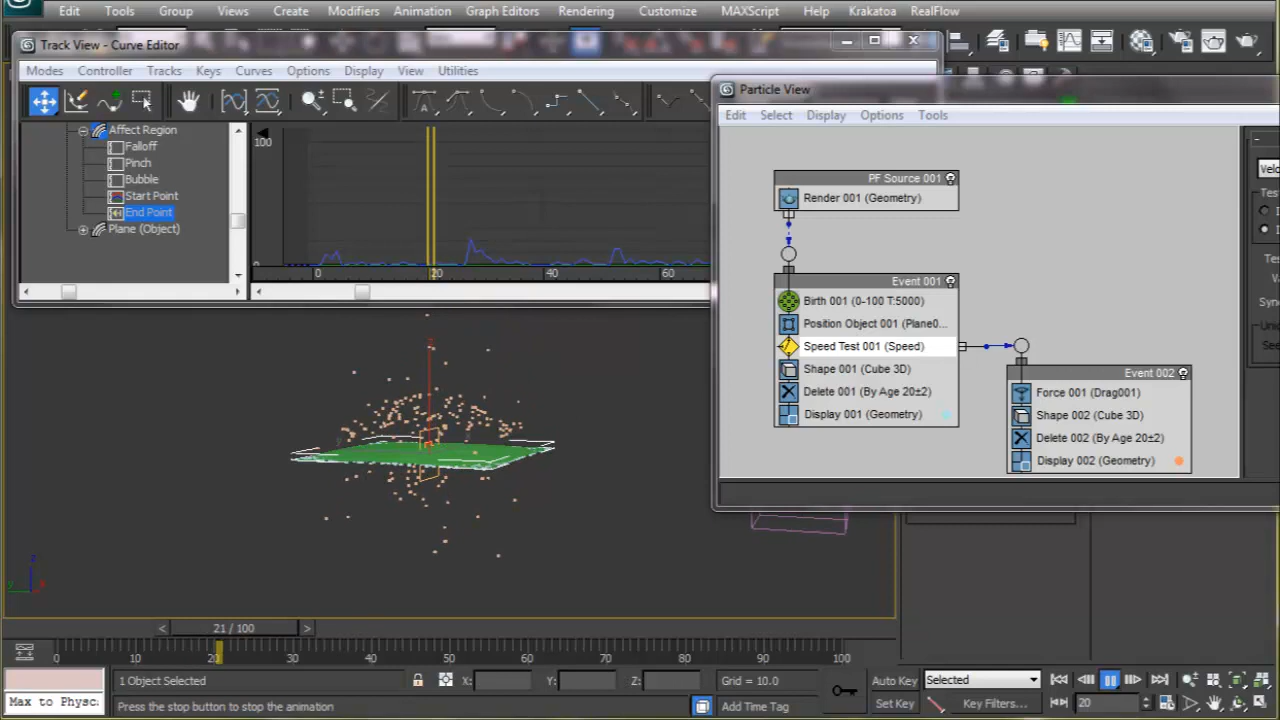 Edit Tools Group Views Create Modifiers Animation Graph Editors Rendering Customize MAXScript Help Krakatoa RealFlow
Track View - Curve Editor
Modes Controller Tracks Keys Curves Options Display View Utilities
Affect Region
Falloff
Pinch
Bubble
Start Point
End Point
Plane (Object)
100
0
0 20 40 60
Particle View
Edit Select Display Options Tools
PF Source 001
Render 001 (Geometry)
Event 001
Birth 001 (0-100 T:5000)
Position Object 001 (Plane0...
Speed Test 001 (Speed)
Shape 001 (Cube 3D)
Delete 001 (By Age 20±2)
Display 001 (Geometry)
Event 002
Force 001 (Drag001)
Shape 002 (Cube 3D)
Delete 002 (By Age 20±2)
Display 002 (Geometry)
z
y
21 / 100
0 20 30 40 50 60 70 80 90 100
1 Object Selected X: Y: Z: Grid = 10.0 Auto Key Selected
Max to Physc: Press the stop button to stop the animation Add Time Tag Set Key Key Filters... 20